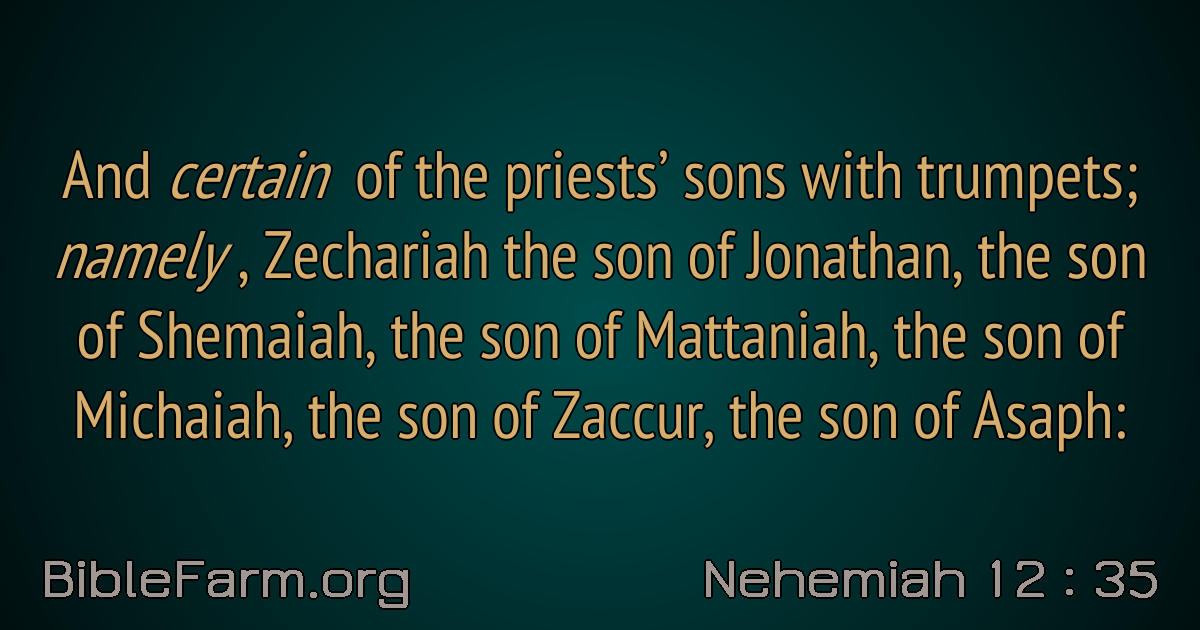 And certain of the priests’ sons with trumpets;
namely , Zechariah the son of Jonathan, the son
of Shemaiah, the son of Mattaniah, the son of
Michaiah, the son of Zaccur, the son of Asaph:
BibleFarm.org
Nehemiah 12 : 35